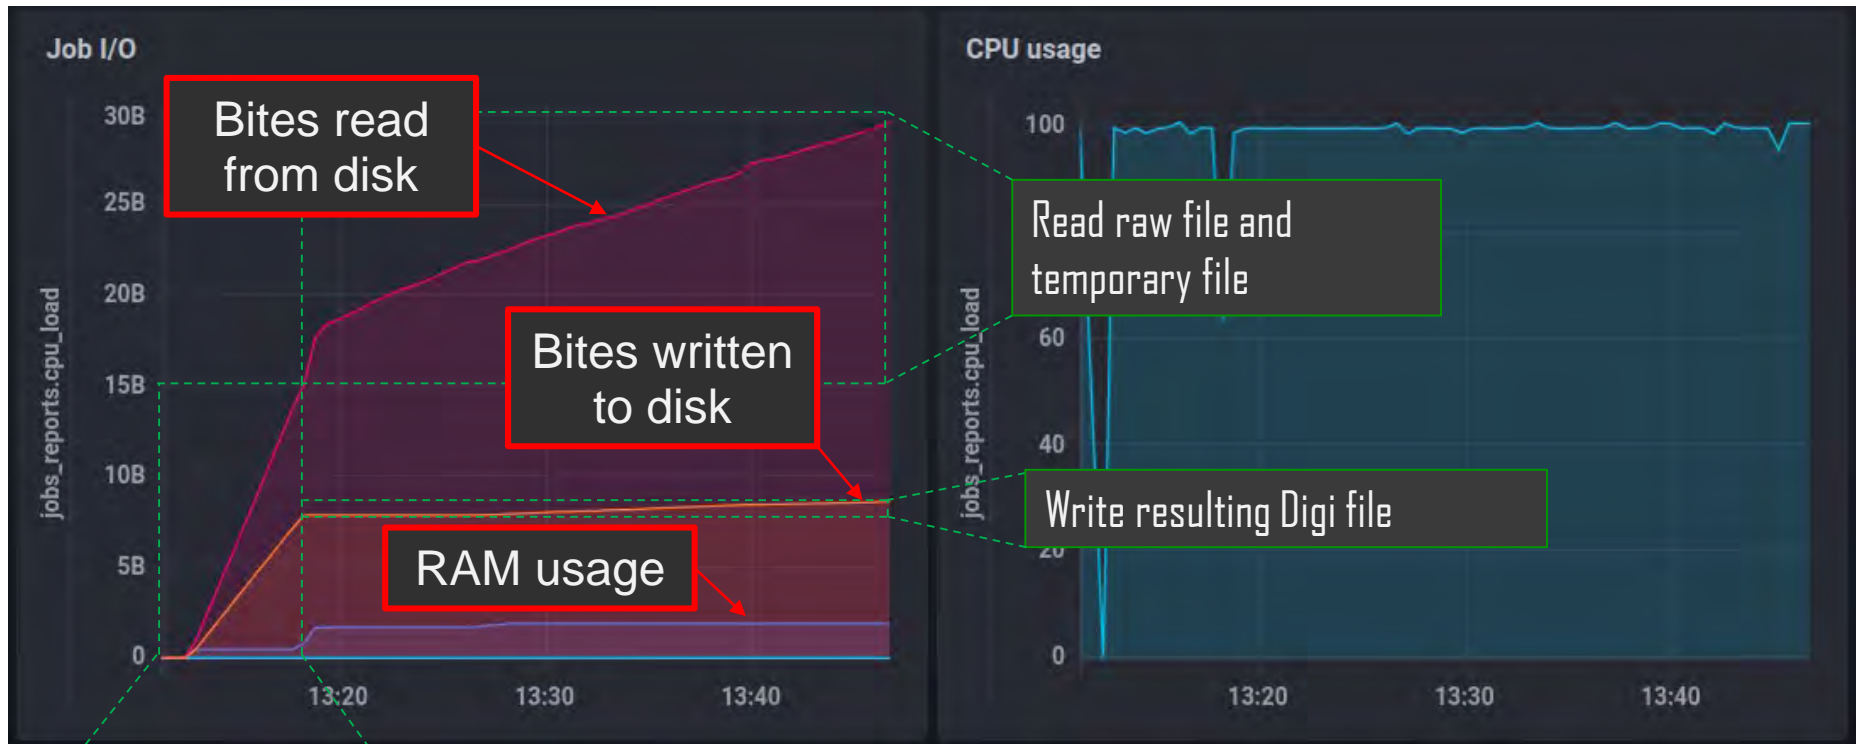 Job I/O
30B
25B
20B
15B
10B
5B
0
jobs_reports.cpu_load
13:20
13:30
13:40
Bites read
from disk
Bites written
to disk
RAM usage
CPU usage
100
60
40
20
0
jobs_reports.cpu_load
13:20
13:30
13:40
Read raw file and
temporary file
Write resulting Digi file